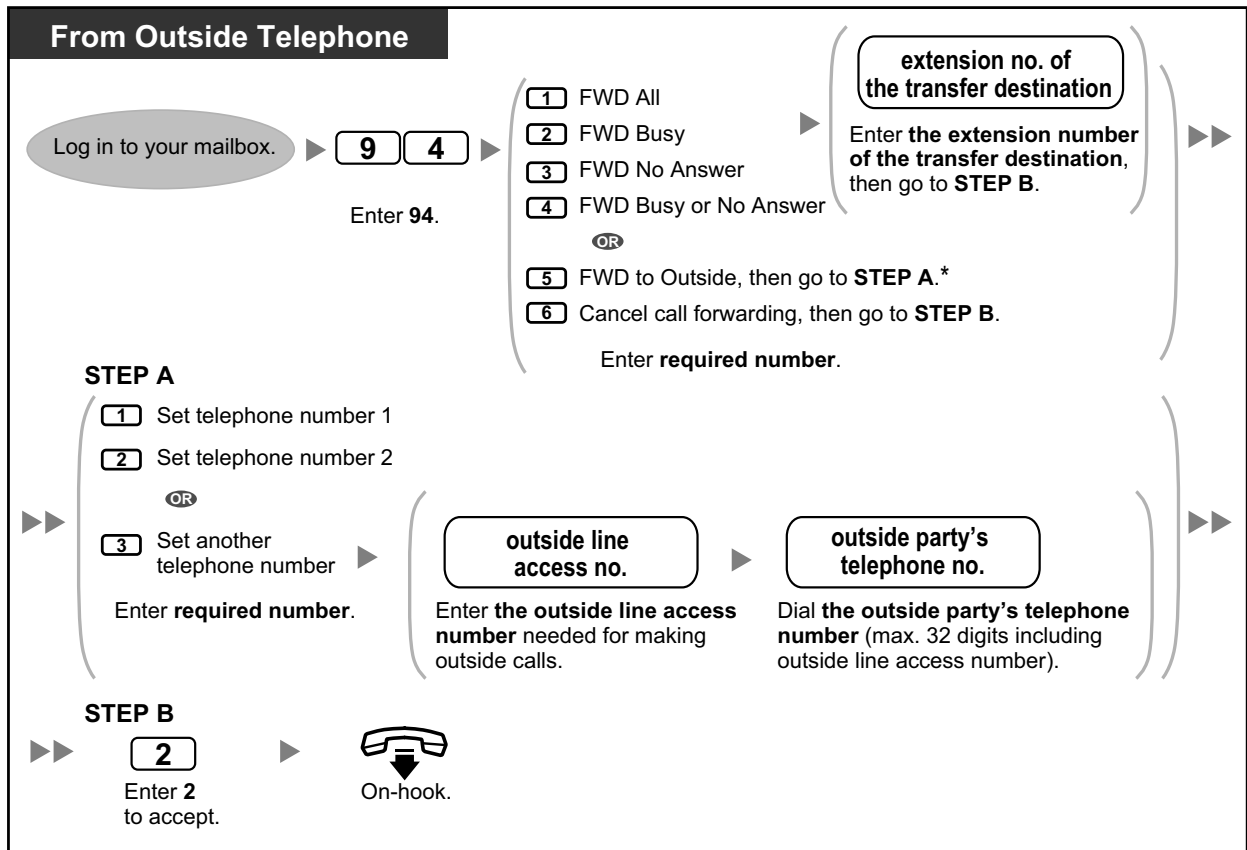 From Outside Telephone
Log in to your mailbox.
9 4
Enter 94.
1 FWD All
2 FWD Busy
3 FWD No Answer
4 FWD Busy or No Answer
OR
5 FWD to Outside, then go to STEP A.*
6 Cancel call forwarding, then go to STEP B.
Enter required number.
extension no. of
the transfer destination
Enter the extension number
of the transfer destination,
then go to STEP B.
STEP A
1 Set telephone number 1
2 Set telephone number 2
OR
3 Set another
telephone number
Enter required number.
outside line
access no.
Enter the outside line access
number needed for making
outside calls.
outside party's
telephone no.
Dial the outside party's telephone
number (max. 32 digits including
outside line access number).
STEP B
2
Enter 2
to accept.
On-hook.